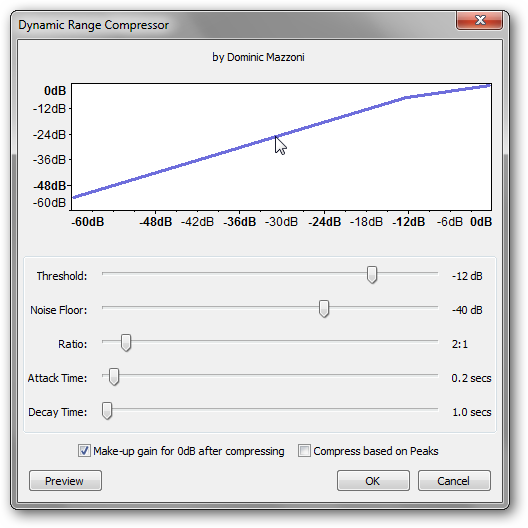 Dynamic Range Compressor
by Dominic Mazzoni
0dB
-12dB
-24dB
-36dB
-48dB
-60dB
-60dB -48dB -42dB -36dB -30dB -24dB -18dB -12dB -6dB 0dB
Threshold: -12 dB
Noise Floor: -40 dB
Ratio: 2:1
Attack Time: 0.2 secs
Decay Time: 1.0 secs
Make-up gain for 0dB after compressing Compress based on Peaks
Preview OK Cancel